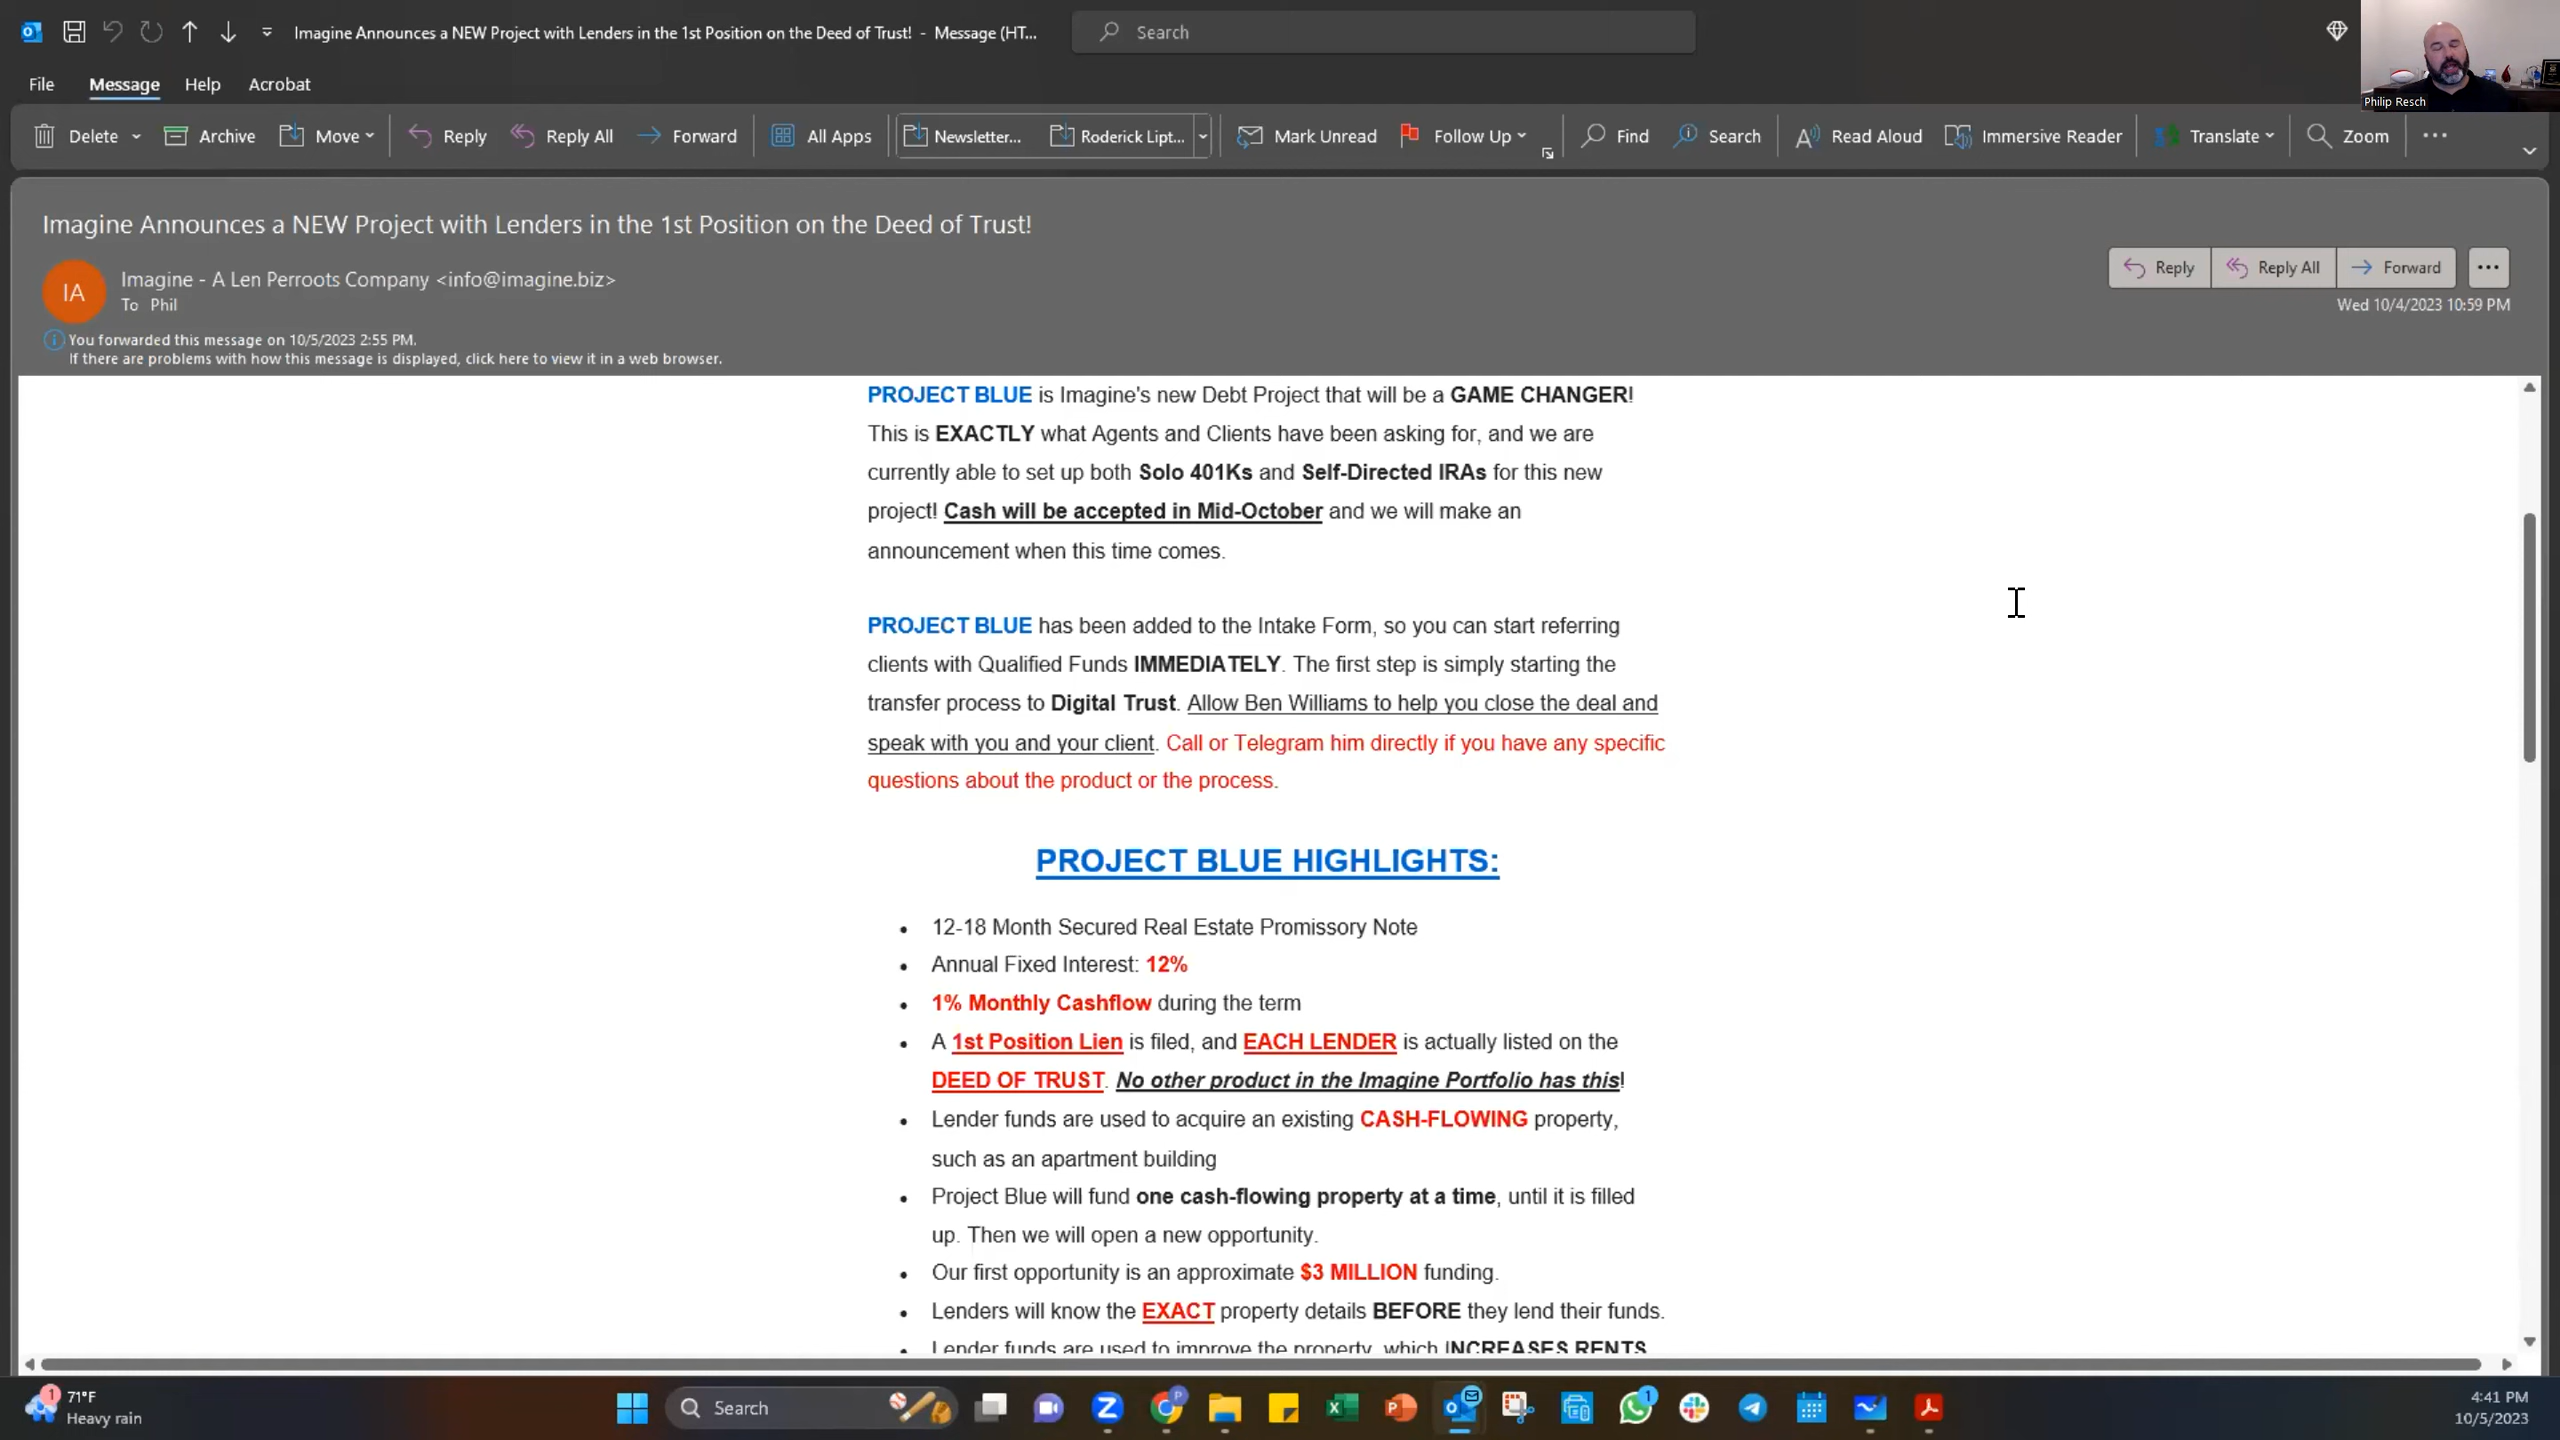 Imagine Announces a NEW Project with Lenders in the 1st Position on the Deed of Trust! - Message (HT...
Search
Philip Resch
File Message Help Acrobat
Delete Archive Move Reply Reply All Forward All Apps Newsletter... Roderick Lipt... Mark Unread Follow Up Find Search Read Aloud Immersive Reader Translate Zoom
Imagine Announces a NEW Project with Lenders in the 1st Position on the Deed of Trust!
IA
Imagine - A Len Perroots Company <info@imagine.biz>
To Phil
Reply Reply All Forward
Wed 10/4/2023 10:59 PM
You forwarded this message on 10/5/2023 2:55 PM.
If there are problems with how this message is displayed, click here to view it in a web browser.
PROJECT BLUE is Imagine's new Debt Project that will be a GAME CHANGER!
This is EXACTLY what Agents and Clients have been asking for, and we are
currently able to set up both Solo 401Ks and Self-Directed IRAs for this new
project! Cash will be accepted in Mid-October and we will make an
announcement when this time comes.
PROJECT BLUE has been added to the Intake Form, so you can start referring
clients with Qualified Funds IMMEDIATELY. The first step is simply starting the
transfer process to Digital Trust. Allow Ben Williams to help you close the deal and
speak with you and your client. Call or Telegram him directly if you have any specific
questions about the product or the process.
PROJECT BLUE HIGHLIGHTS:
• 12-18 Month Secured Real Estate Promissory Note
• Annual Fixed Interest: 12%
• 1% Monthly Cashflow during the term
• A 1st Position Lien is filed, and EACH LENDER is actually listed on the
DEED OF TRUST. No other product in the Imagine Portfolio has this!
• Lender funds are used to acquire an existing CASH-FLOWING property,
such as an apartment building
• Project Blue will fund one cash-flowing property at a time, until it is filled
up. Then we will open a new opportunity.
• Our first opportunity is an approximate $3 MILLION funding.
• Lenders will know the EXACT property details BEFORE they lend their funds.
• Lender funds are used to improve the property, which INCREASES RENTS
1
71°F
Heavy rain
Search
1
4:41 PM
10/5/2023